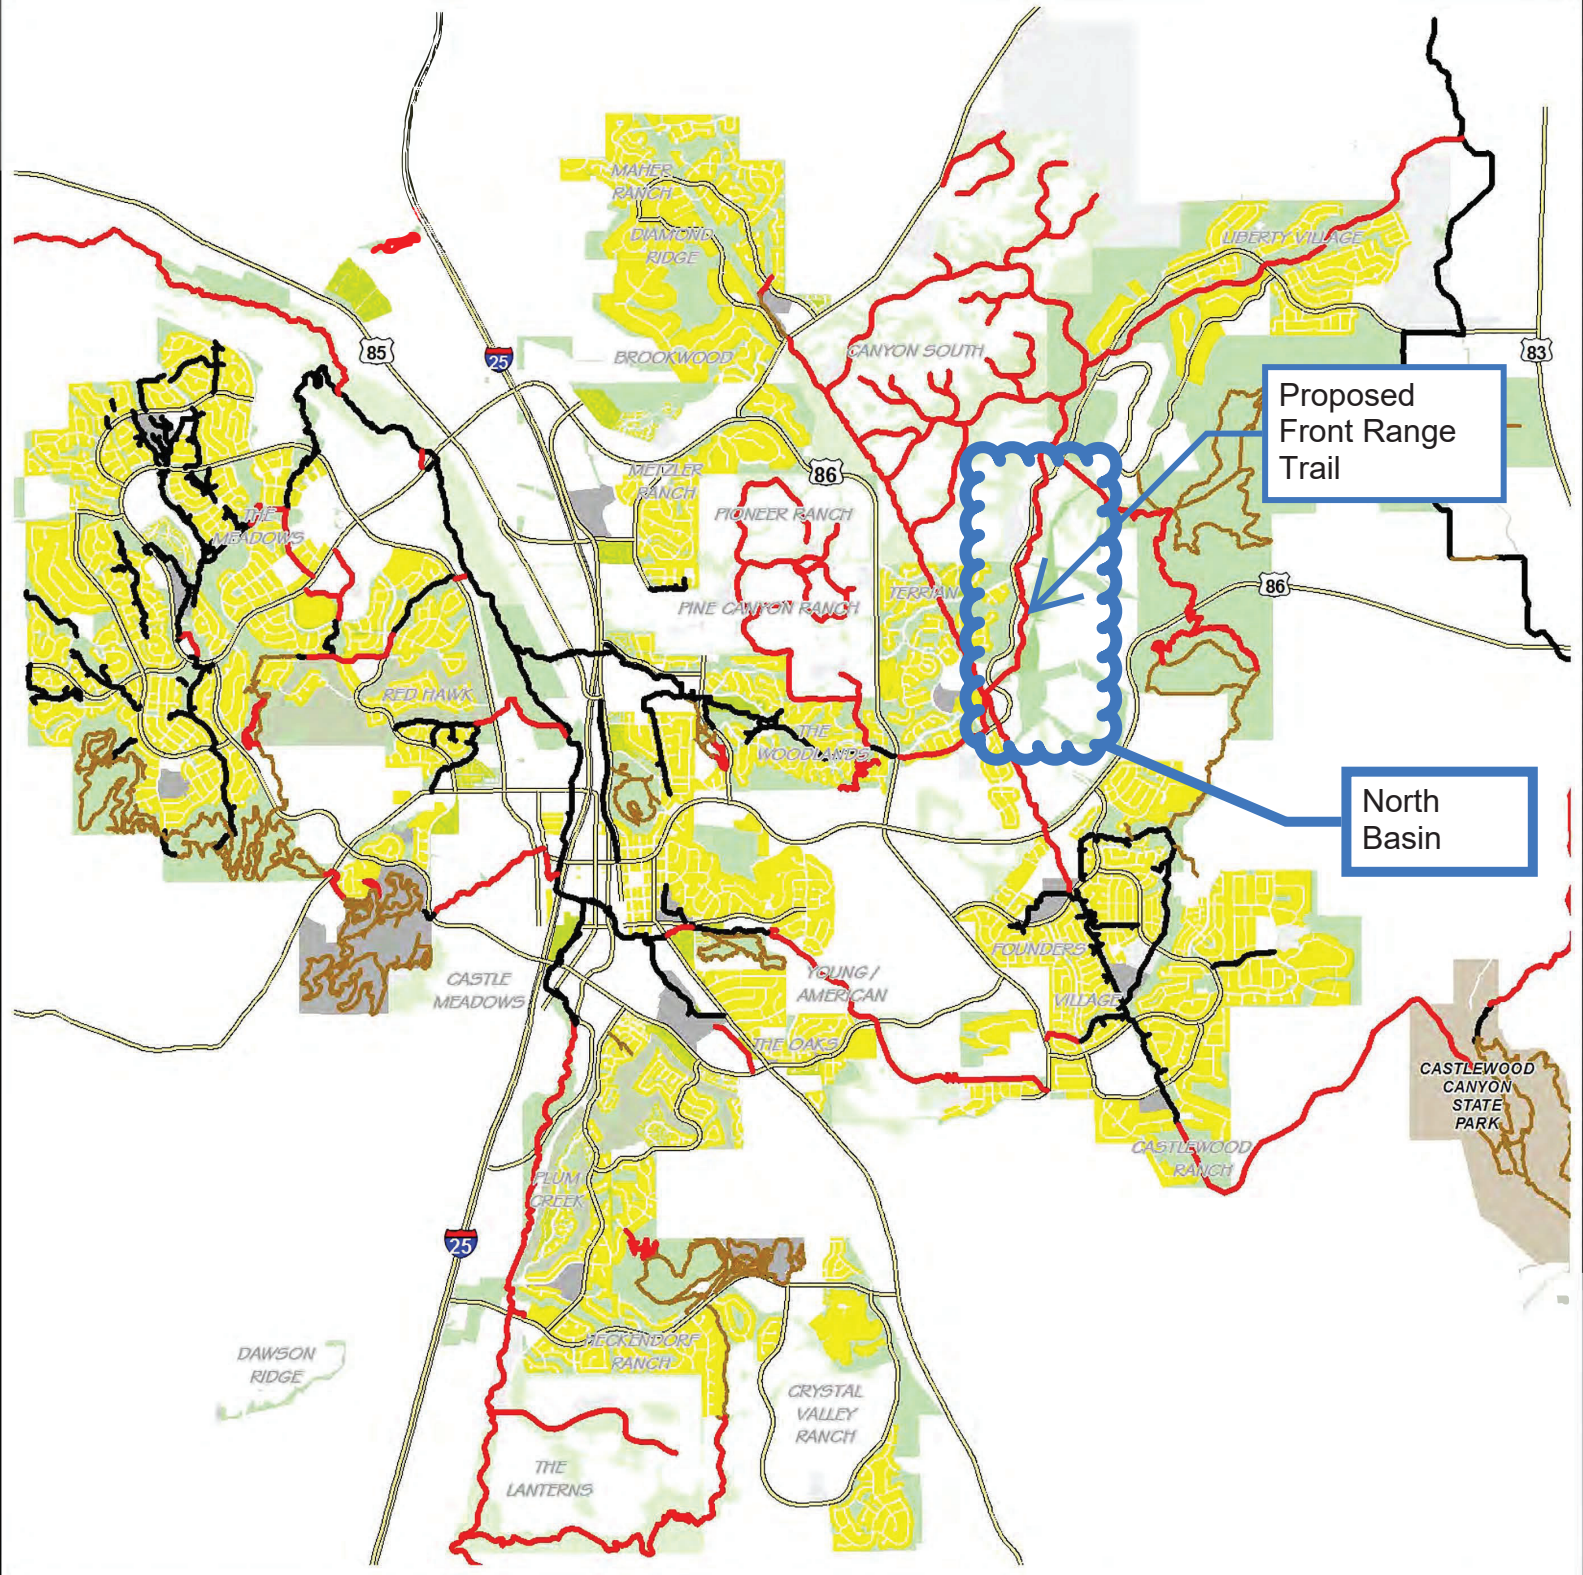 MAHER
RANCH
DIAMOND
RIDGE
LIBERTY VILLAGE
85
25
BROOKWOOD
CANYON SOUTH
83
Proposed
Front Range
Trail
METZLER
RANCH
86
PIONEER RANCH
THE
MEADOWS
PINE CANYON RANCH
TERRIAN
86
RED HAWK
THE
WOODLANDS
North
Basin
CASTLE
MEADOWS
YOUNG /
AMERICAN
FOUNDERS
VILLAGE
THE OAKS
CASTLEWOOD
CANYON
STATE
PARK
CASTLEWOOD
RANCH
PLUM
CREEK
25
HECKENDORF
RANCH
DAWSON
RIDGE
CRYSTAL
VALLEY
RANCH
THE
LANTERNS